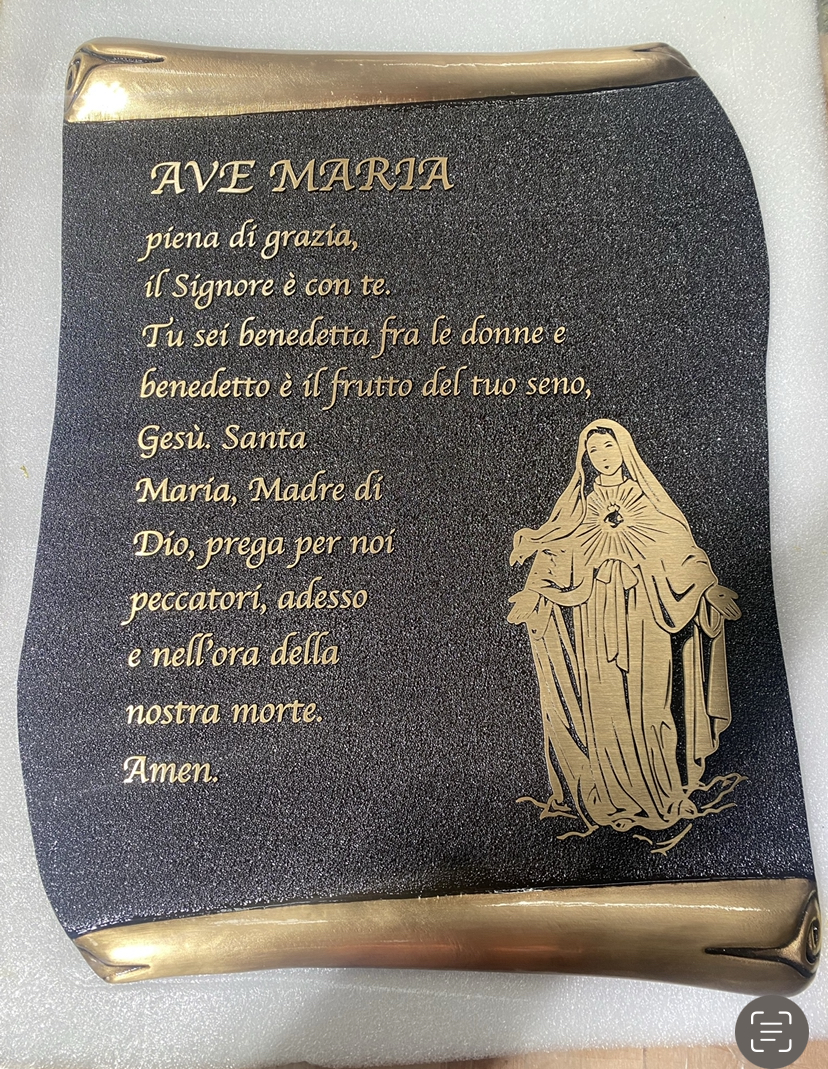 AVE MARIA
piena di grazia,
il Signore è con te.
Tu sei benedetta fra le donne e
benedetto è il frutto del tuo seno,
Gesù. Santa
Maria, Madre di
Dio, prega per noi
peccatori, adesso
e nell'ora della
nostra morte.
Amen.